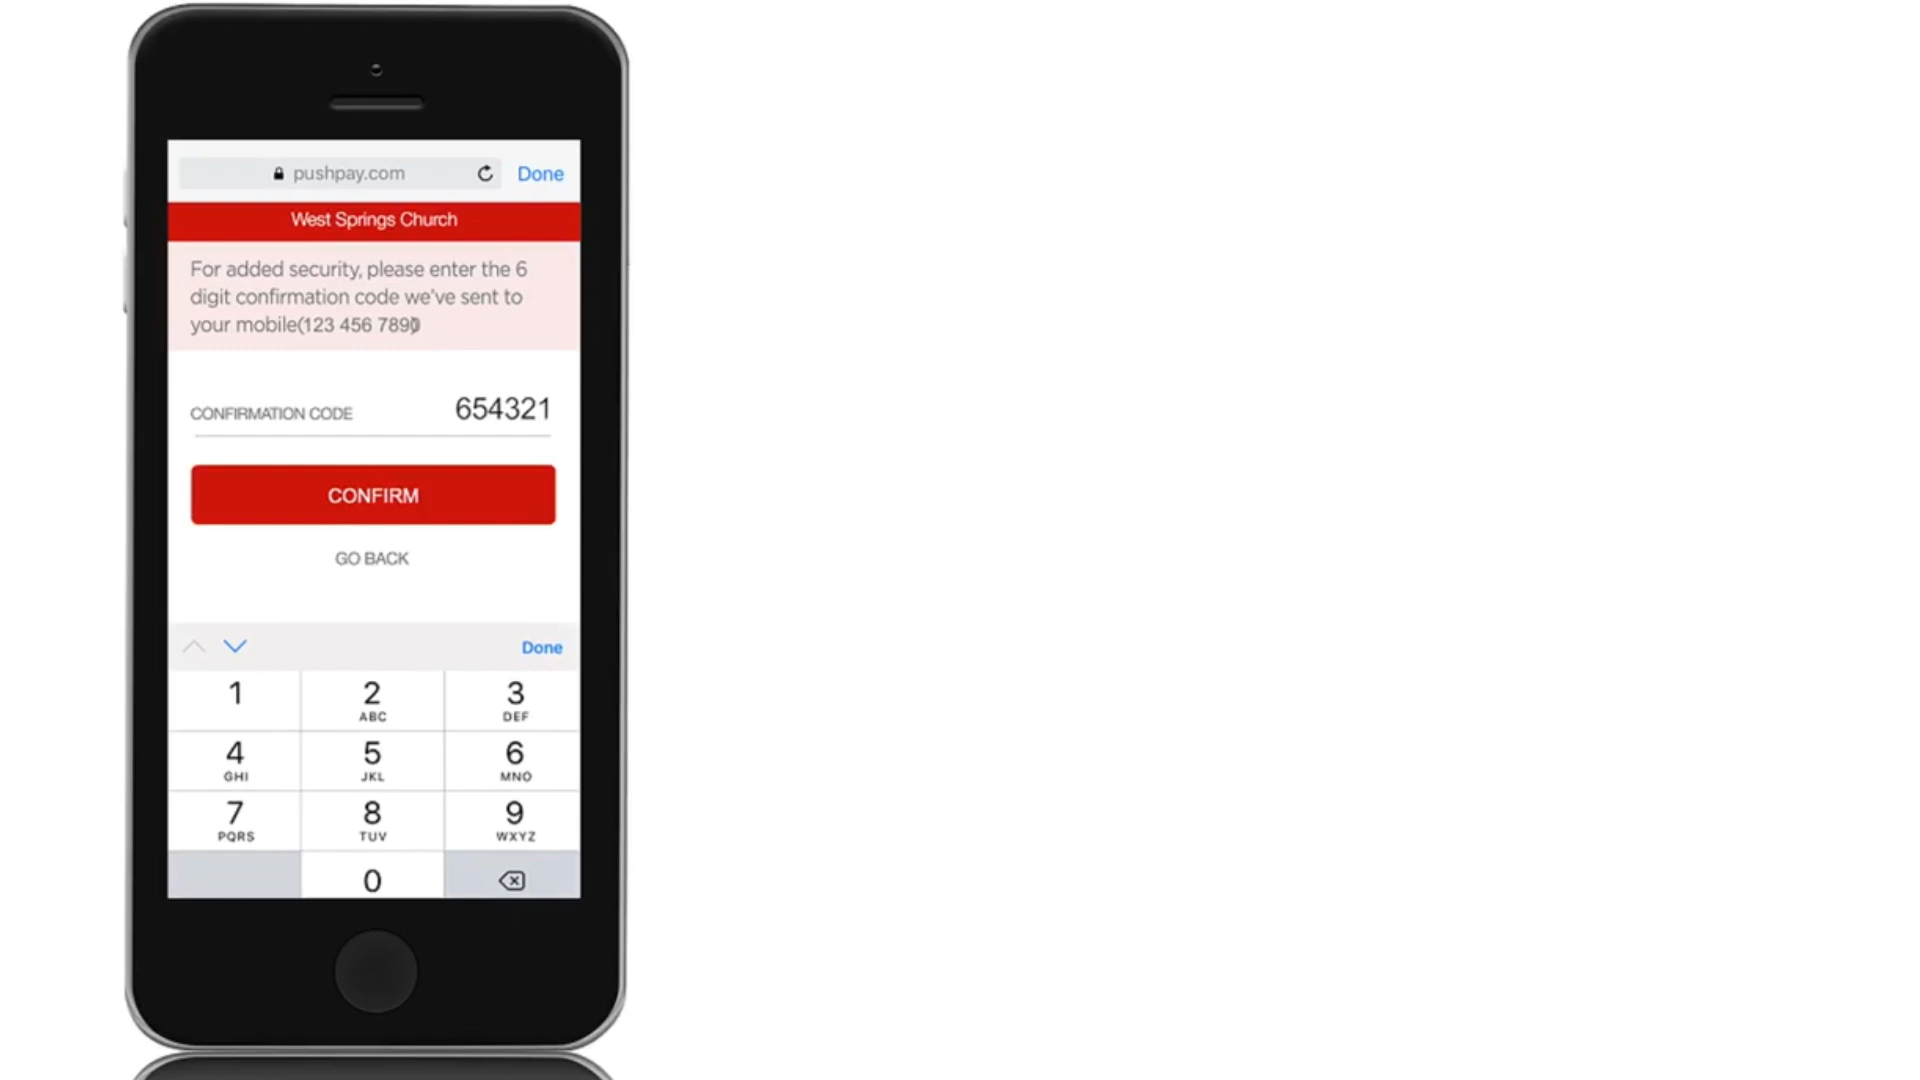 pushpay.com Done
West Springs Church
For added security, please enter the 6
digit confirmation code we've sent to
your mobile(123 456 7890)
CONFIRMATION CODE 654321
CONFIRM
GO BACK
Done
1 2 3
ABC DEF
4 5 6
GHI JKL MNO
7 8 9
PQRS TUV WXYZ
0